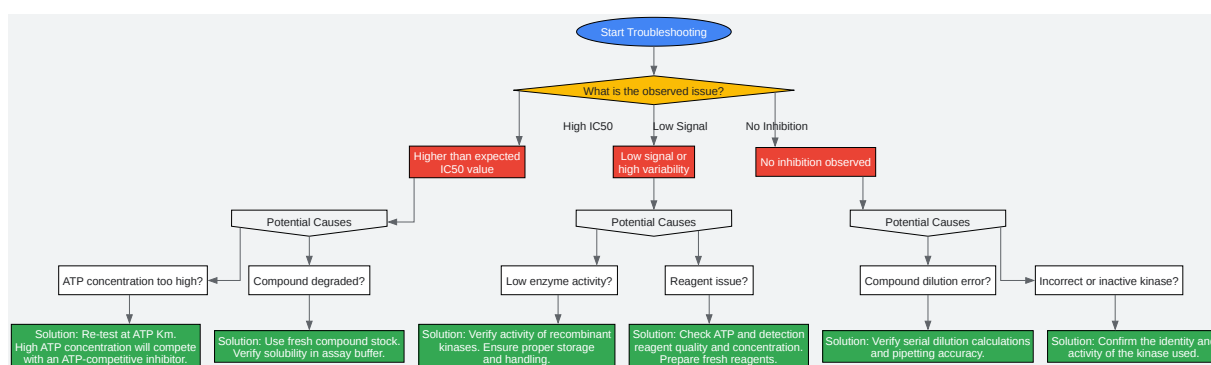 Start Troubleshooting
What is the observed issue?
High IC50
Low Signal
No Inhibition
Higher than expected
IC50 value
Low signal or
high variability
No inhibition observed
Potential Causes
Potential Causes
Potential Causes
ATP concentration too high?
Compound degraded?
Low enzyme activity?
Reagent issue?
Compound dilution error?
Incorrect or inactive kinase?
Solution: Re-test at ATP Km.
High ATP concentration will compete
with an ATP-competitive inhibitor.
Solution: Use fresh compound stock.
Verify solubility in assay buffer.
Solution: Verify activity of recombinant
kinases. Ensure proper storage
and handling.
Solution: Check ATP and detection
reagent quality and concentration.
Prepare fresh reagents.
Solution: Verify serial dilution calculations
and pipetting accuracy.
Solution: Confirm the identity an
activity of the kinase used.